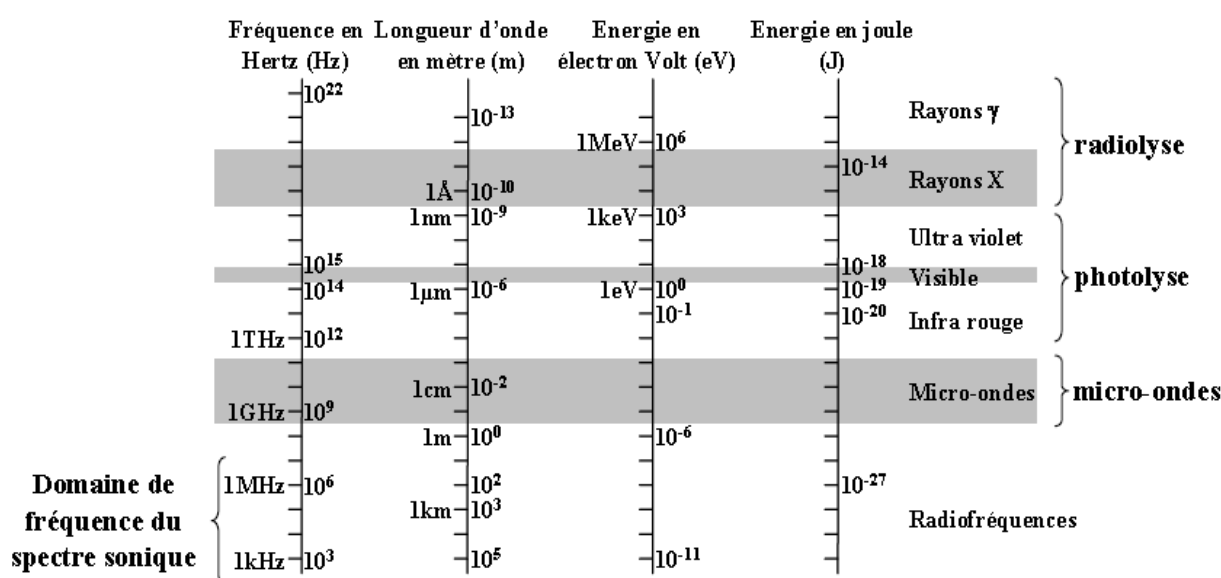 Fréquence en Longueur d'onde Energie en Energie en joule
Hertz (Hz) en mètre (m) électron Volt (eV) (J)
10²²
10⁻¹³ Rayons γ
1MeV 10⁶ radiolyse
10⁻¹⁴
1Å 10⁻¹⁰ Rayons X
1nm 10⁻⁹ 1keV 10³
Ultra violet
10¹⁵ 10⁻¹⁸
Visible photolyse
10¹⁴ 1μm 10⁻⁶ 1eV 10⁰ 10⁻¹⁹
10⁻¹ 10⁻²⁰ Infra rouge
1THz 10¹²
1cm 10⁻² Micro-ondes micro-ondes
1GHz 10⁹
1m 10⁰ 10⁻⁶
Domaine de 1MHz 10⁶ 10² 10⁻²⁷
fréquence du 1km 10³ Radiofréquences
spectre sonique 1kHz 10³ 10⁵ 10⁻¹¹